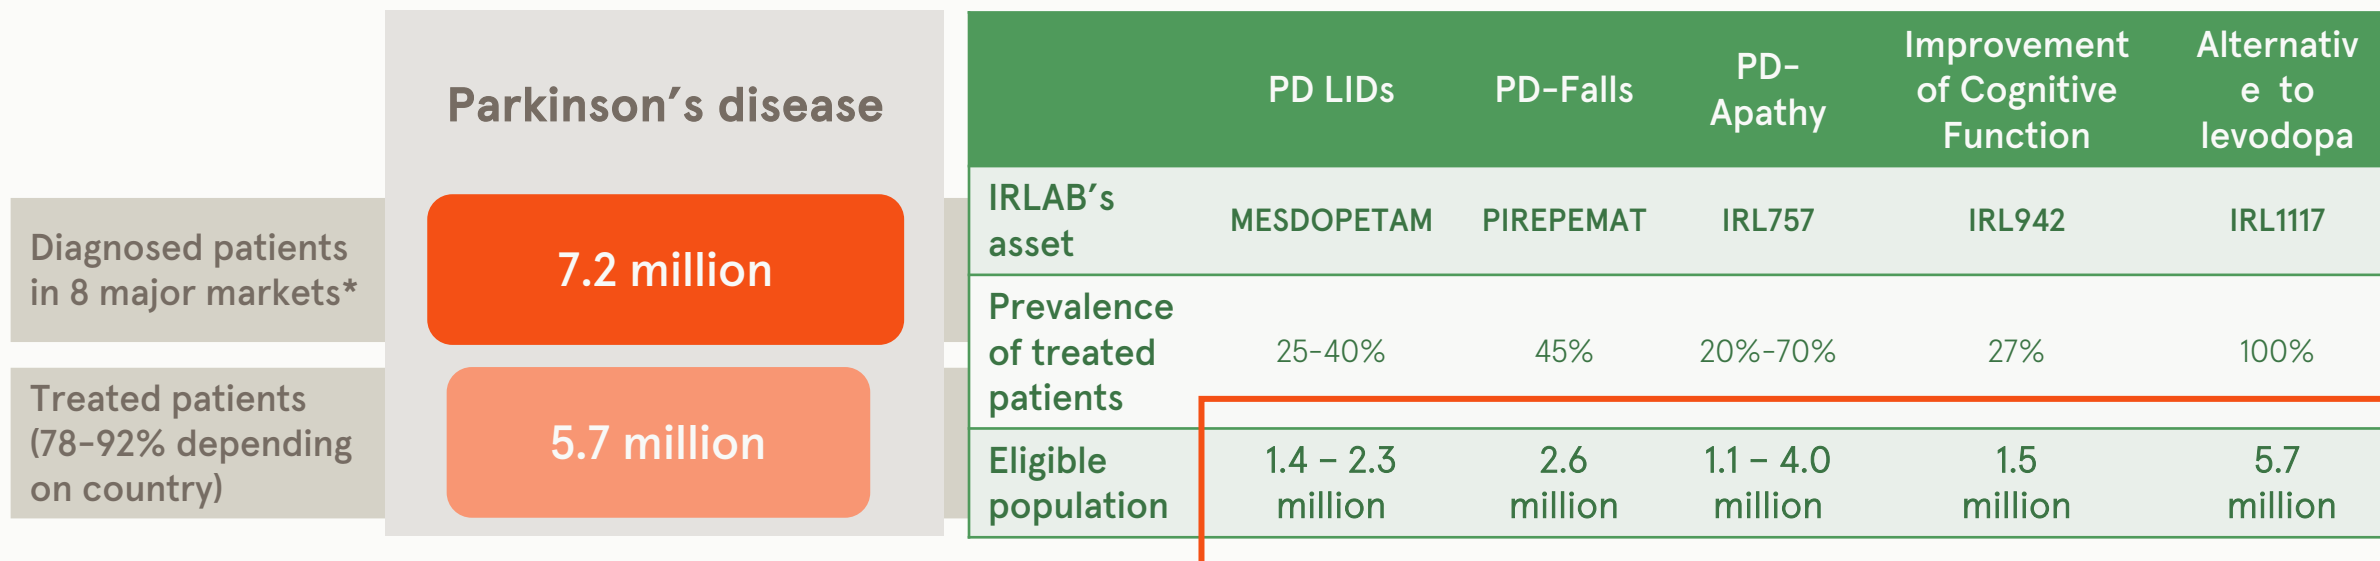 Parkinson's disease
Diagnosed patients
in 8 major markets*
7.2 million
Treated patients
(78-92% depending
on country)
5.7 million
PD LIDs
PD-Falls
PD-
Apathy
Improvement
of Cognitive
Function
Alternativ
e to
levodopa
IRLAB's
asset
MESDOPETAM
PIREPEMAT
IRL757
IRL942
IRL1117
Prevalence
of treated
patients
25-40%
45%
20%-70%
27%
100%
Eligible
population
1.4 – 2.3
million
2.6
million
1.1 – 4.0
million
1.5
million
5.7
million